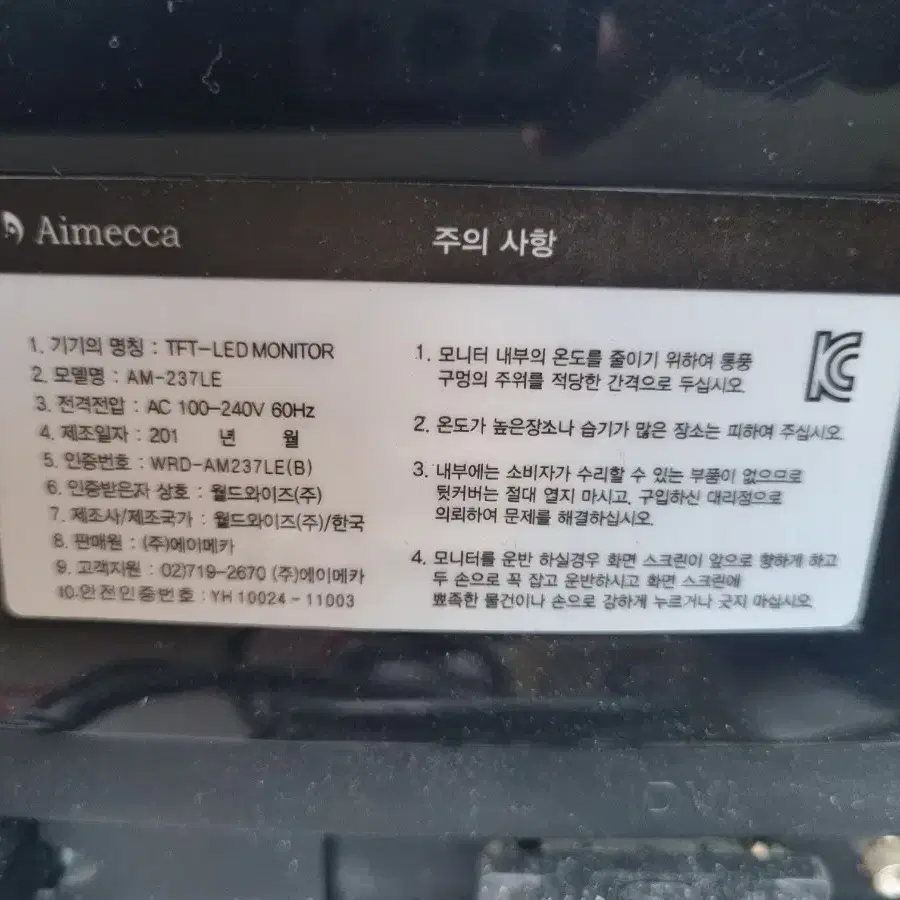 Aimecca
주의 사항
1. 기기의 명칭 : TFT-LED MONITOR
2. 모델명 : AM-237LE
3. 전격전압 : AC 100-240V 60Hz
4. 제조일자 : 201 년 월
5. 인증번호 : WRD-AM237LE(B)
6. 인증받은자 상호 : 월드와이즈(주)
7. 제조사/제조국가 : 월드와이즈(주)/한국
8. 판매원 : (주)에이메카
9. 고객지원 : 02)719-2670 (주)에이메카
10.안전인증번호 : YH10024-11003
1. 모니터 내부의 온도를 줄이기 위하여 통풍
구멍의 주위를 적당한 간격으로 두십시오
2. 온도가 높은장소나 습기가 많은 장소는 피하여 주십시오
3. 내부에는 소비자가 수리할 수 있는 부품이 없으므로
뒷커버는 절대 열지 마시고, 구입하신 대리점으로
의뢰하여 문제를 해결하십시오.
4. 모니터를 운반 하실경우 화면 스크린이 앞으로 향하게 하고
두 손으로 꼭 잡고 운반하시고 화면 스크린에
뾰족한 물건이나 손으로 강하게 누르거나 긋지 마십시오
KC
DVI